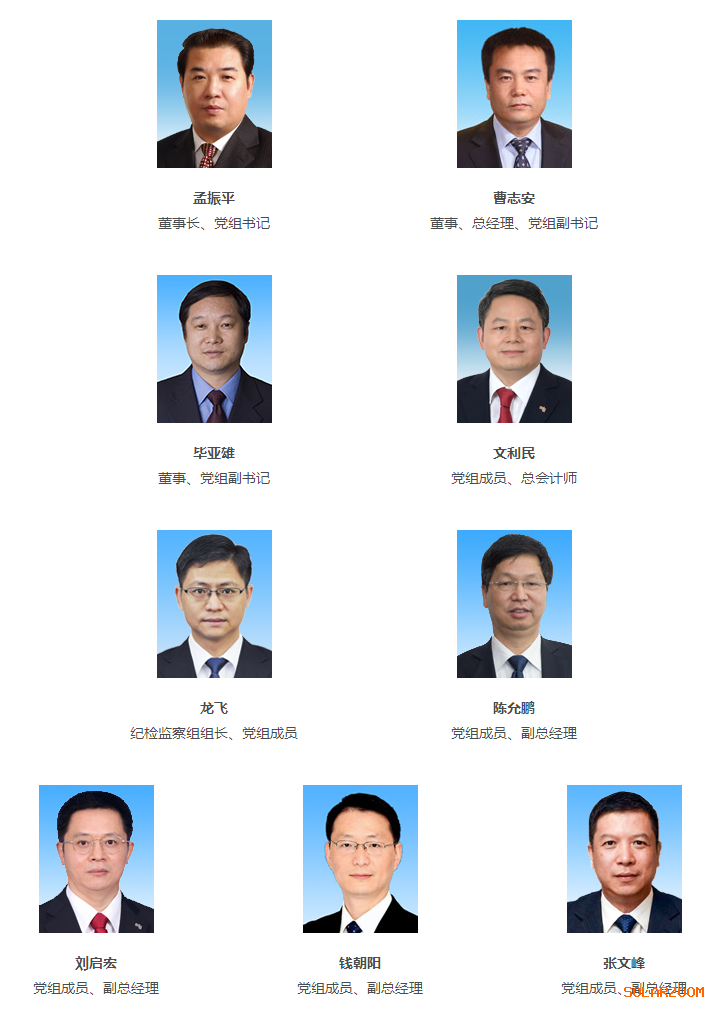 孟振平
曹志安
董事长、党组书记
董事、总经理、党组副书记
毕亚雄
文利民
董事、党组副书记
党组成员、总会计师
龙飞
陈允鹏
纪检监察组组长、党组成员
党组成员、副总经理
刘启宏
钱朝阳
张文峰
党组成员、副总经理
党组成员、副总经理
党组成员、副总经理
SOLARZOOM